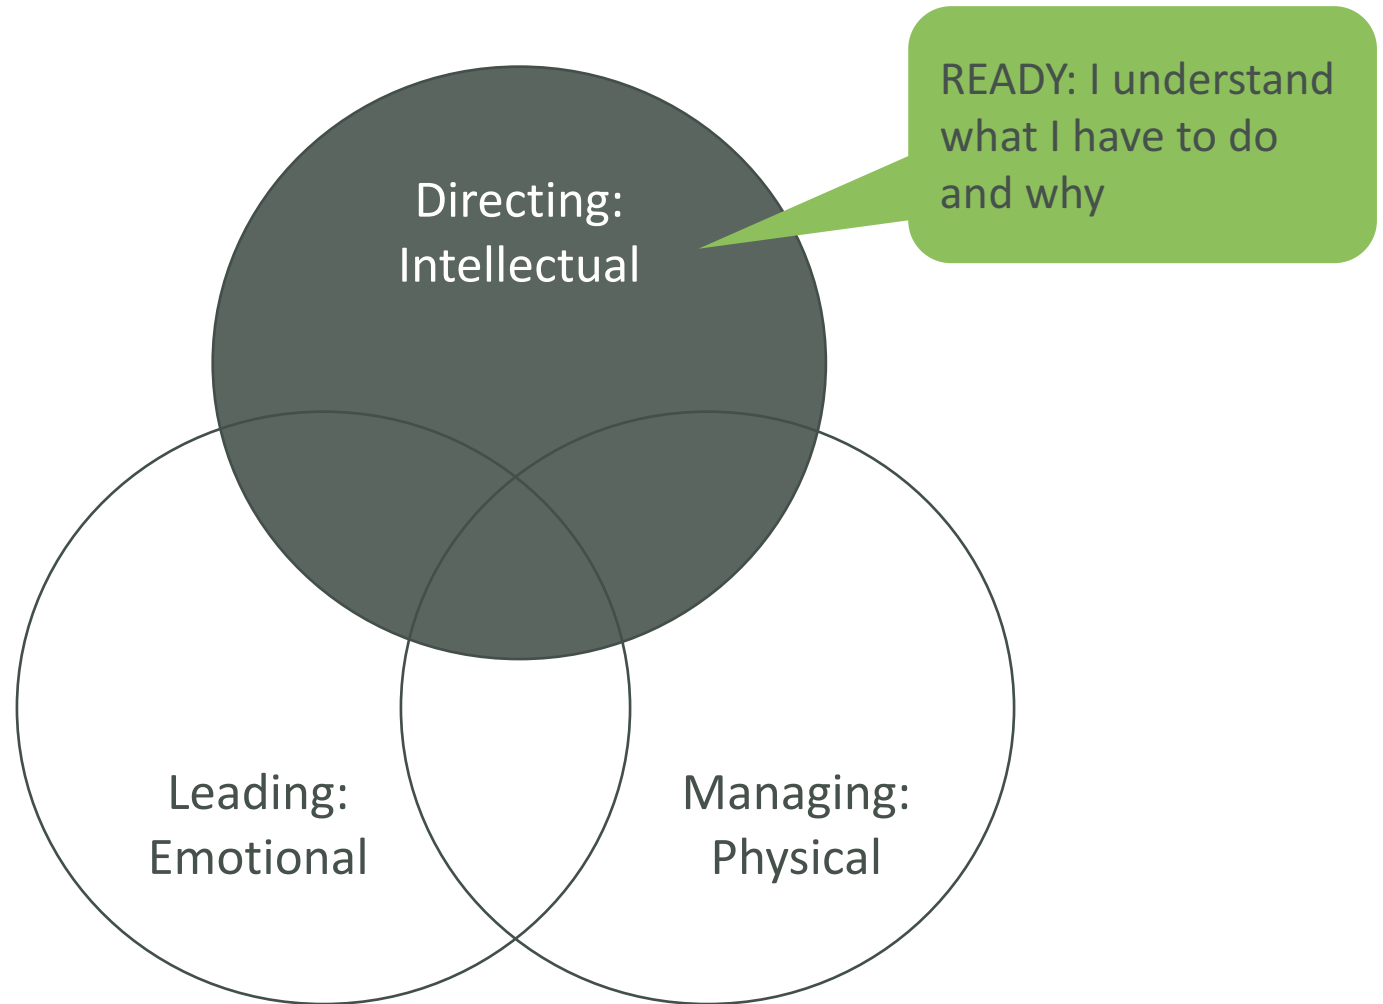 READY: I understand
what I have to do
and why
Directing:
Intellectual
Leading:
Emotional
Managing:
Physical